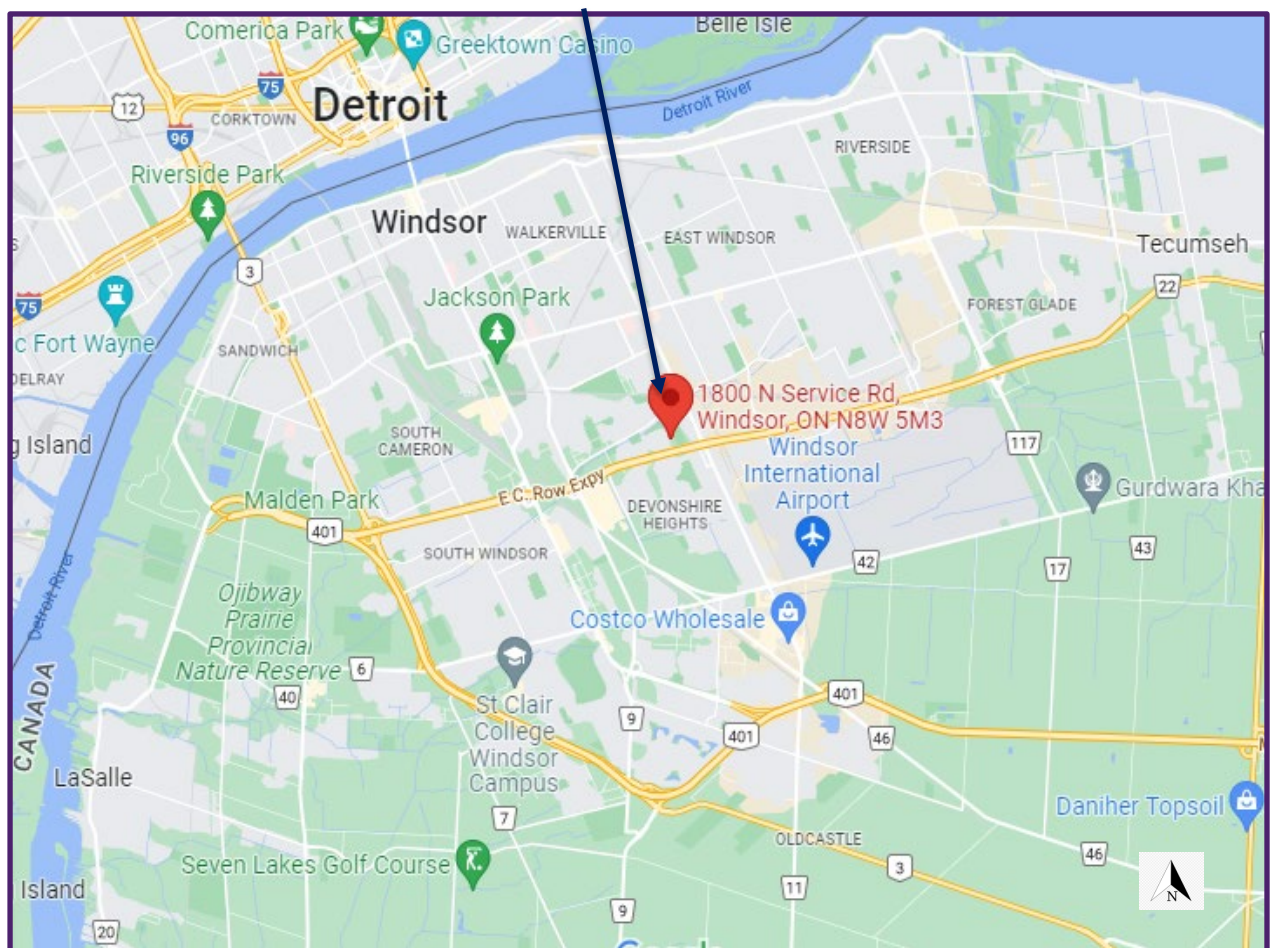 Comerica Park
Belle Isle
Greektown Casino
75
12
Detroit
CORKTOWN
96
Detroit River
RIVERSIDE
Riverside Park
Windsor
WALKERVILLE
EAST WINDSOR
Tecumseh
3
22
75
Jackson Park
FOREST GLADE
c Fort Wayne
SANDWICH
DELRAY
1800 N Service Rd,
Windsor, ON N8W 5M3
SOUTH
CAMERON
g Island
117
Windsor
International
Airport
Malden Park
E.C. Row Expy
DEVONSHIRE
HEIGHTS
Gurdwara Kha
401
SOUTH WINDSOR
42
43
17
Detroit River
Ojibway
Prairie
Provincial
Nature Reserve
Costco Wholesale
6
40
CANADA
St Clair
College
Windsor
Campus
9
401
401
46
LaSalle
Daniher Topsoil
7
OLDCASTLE
46
Seven Lakes Golf Course
3
Island
11
9
N
20